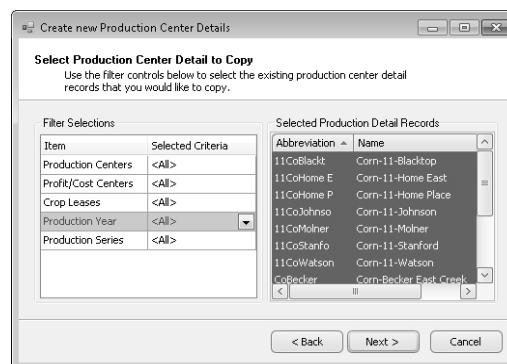 Create new Production Center Details
Select Production Center Detail to Copy
Use the filter controls below to select the existing production center detail
records that you would like to copy.
Filter Selections
Item Selected Criteria
Production Centers <All>
Profit/Cost Centers <All>
Crop Leases <All>
Production Year <All>
Production Series <All>
Selected Production Detail Records
Abbreviation Name
11CoBlackt Corn-11-Blacktop
11CoHome E Corn-11-Home East
11CoHome P Corn-11-Home Place
11CoJohnso Corn-11-Johnson
11CoMolner Corn-11-Molner
11CoStanfo Corn-11-Stanford
11CoWatson Corn-11-Watson
CoBecker Corn-Becker East Creek
< Back Next > Cancel